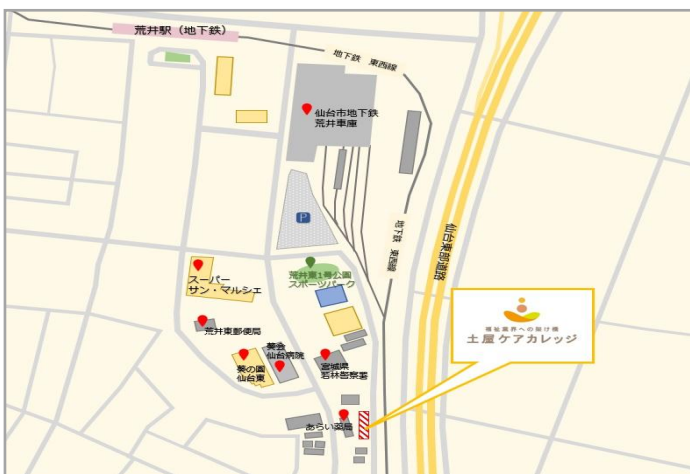 荒井駅（地下鉄）
地下鉄 東西線
仙台市地下鉄
荒井車庫
P
地下鉄 東西線
仙台東部道路
荒井東1号公園
スポーツパーク
スーパー
サン・マルシェ
福祉業界への架け橋
土屋ケアカレッジ
荒井東郵便局
葵会
仙台病院
葵の園
仙台東
宮城県
若林警察署
あらい薬局